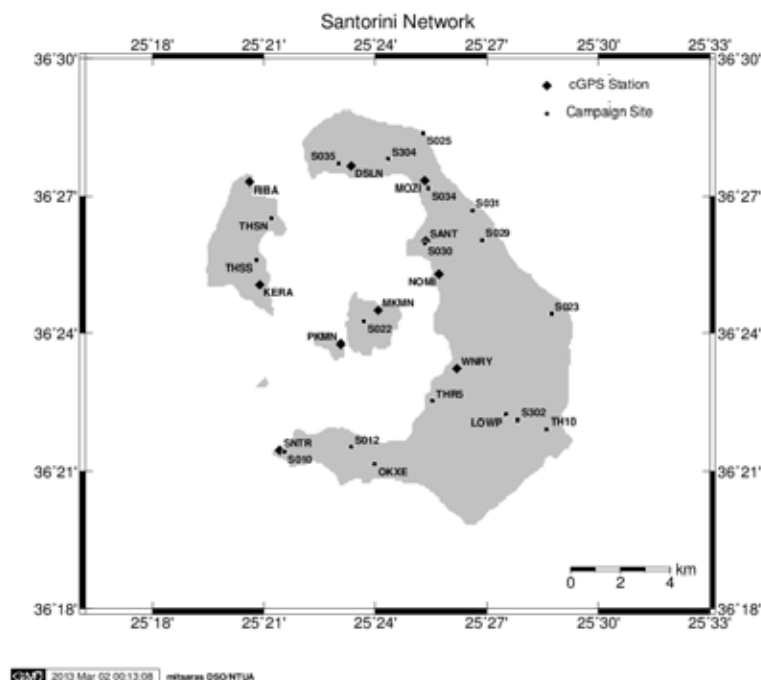 Santorini Network
25˚18' 25˚21' 25˚24' 25˚27' 25˚30' 25˚33'
36˚30' 36˚30'
cGPS Station
Campaign Site
S025
S304
S035
DSLN
MOZI
RIBA
S034
36˚27' 36˚27'
S031
THSN
SANT
S029
S030
THSS
NOMI
KERA
MKMN
S023
S022
36˚24' 36˚24'
PKMN
WNRY
THR5
S302
LOWP
TH10
SNTR
S012
S010
OKXE
36˚21' 36˚21'
km
0 2 4
36˚18' 36˚18'
25˚18' 25˚21' 25˚24' 25˚27' 25˚30' 25˚33'
GMT 2013 Mar 02 00:13:08 mitsaras DSO/NTUA